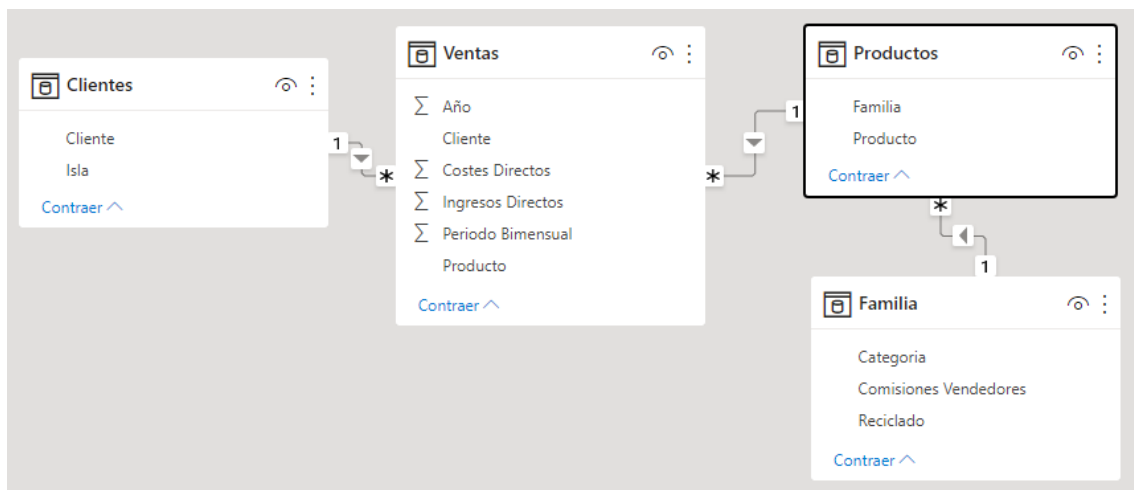 Clientes
Cliente
Isla
Contraer
1
*
Ventas
Σ Año
Cliente
Σ Costes Directos
Σ Ingresos Directos
Σ Periodo Bimensual
Producto
Contraer
*
1
Productos
Familia
Producto
Contraer
*
1
Familia
Categoria
Comisiones Vendedores
Reciclado
Contraer